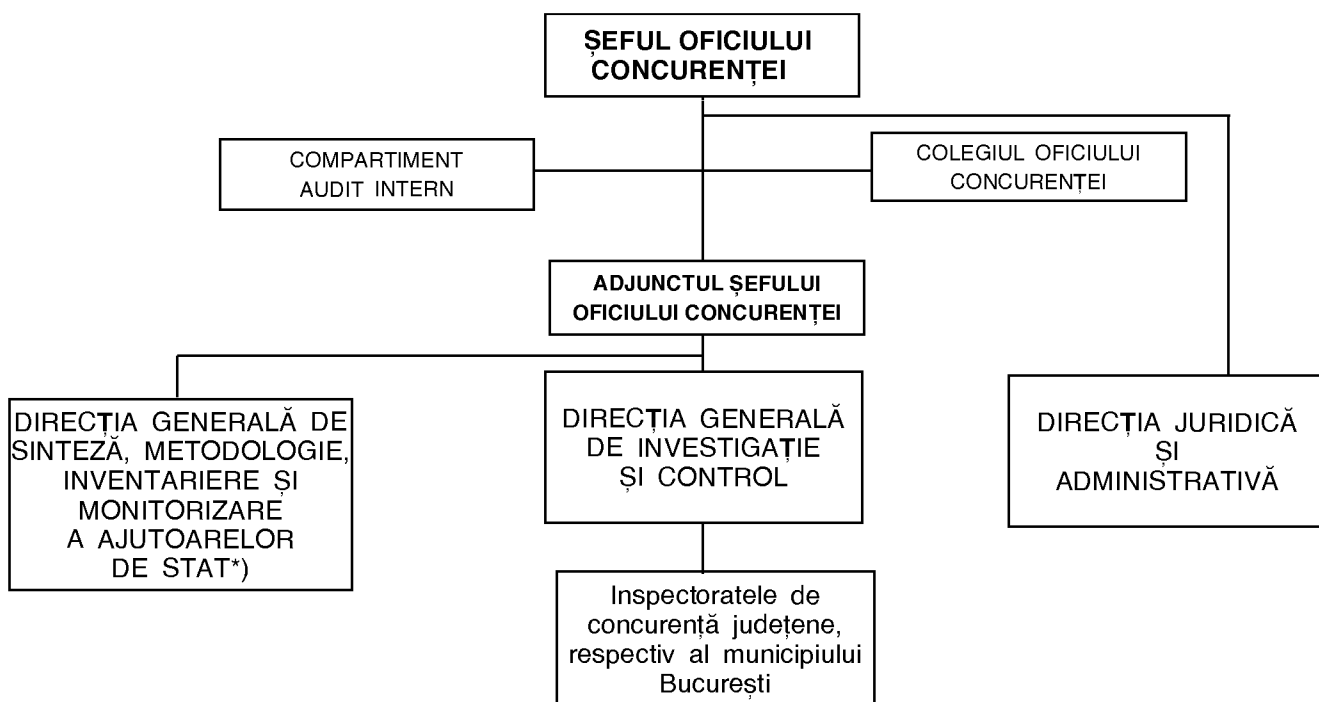 ȘEFUL OFICIULUI
CONCURENȚEI
COMPARTIMENT
AUDIT INTERN
COLEGIUL OFICIULUI
CONCURENȚEI
ADJUNCTUL ȘEFULUI
OFICIULUI CONCURENȚEI
DIRECȚIA GENERALĂ DE
SINTEZĂ, METODOLOGIE,
INVENTARIERE ȘI
MONITORIZARE
A AJUTOARELOR
DE STAT*)
DIRECȚIA GENERALĂ
DE INVESTIGAȚIE
ȘI CONTROL
DIRECȚIA JURIDICĂ
ȘI
ADMINISTRATIVĂ
Inspectoratele de
concurență județene,
respectiv al municipiului
București